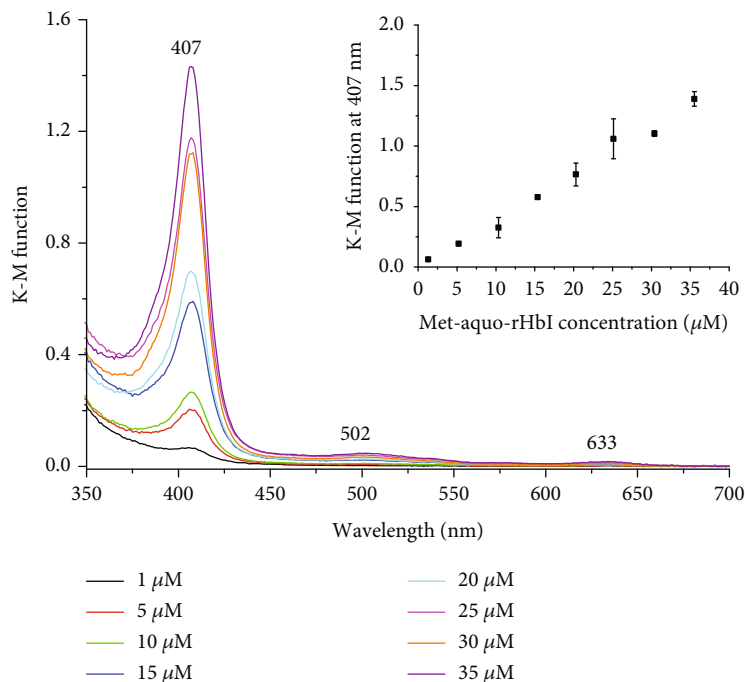 1.6
1.2
0.8
0.4
0.0
K-M function
407
502
633
350
400
450
500
550
600
650
700
Wavelength (nm)
2.0
1.5
1.0
0.5
0.0
K-M function at 407 nm
0 5 10 15 20 25 30 35 40
Met-aquo-rHbI concentration (μM)
1 μM
5 μM
10 μM
15 μM
20 μM
25 μM
30 μM
35 μM